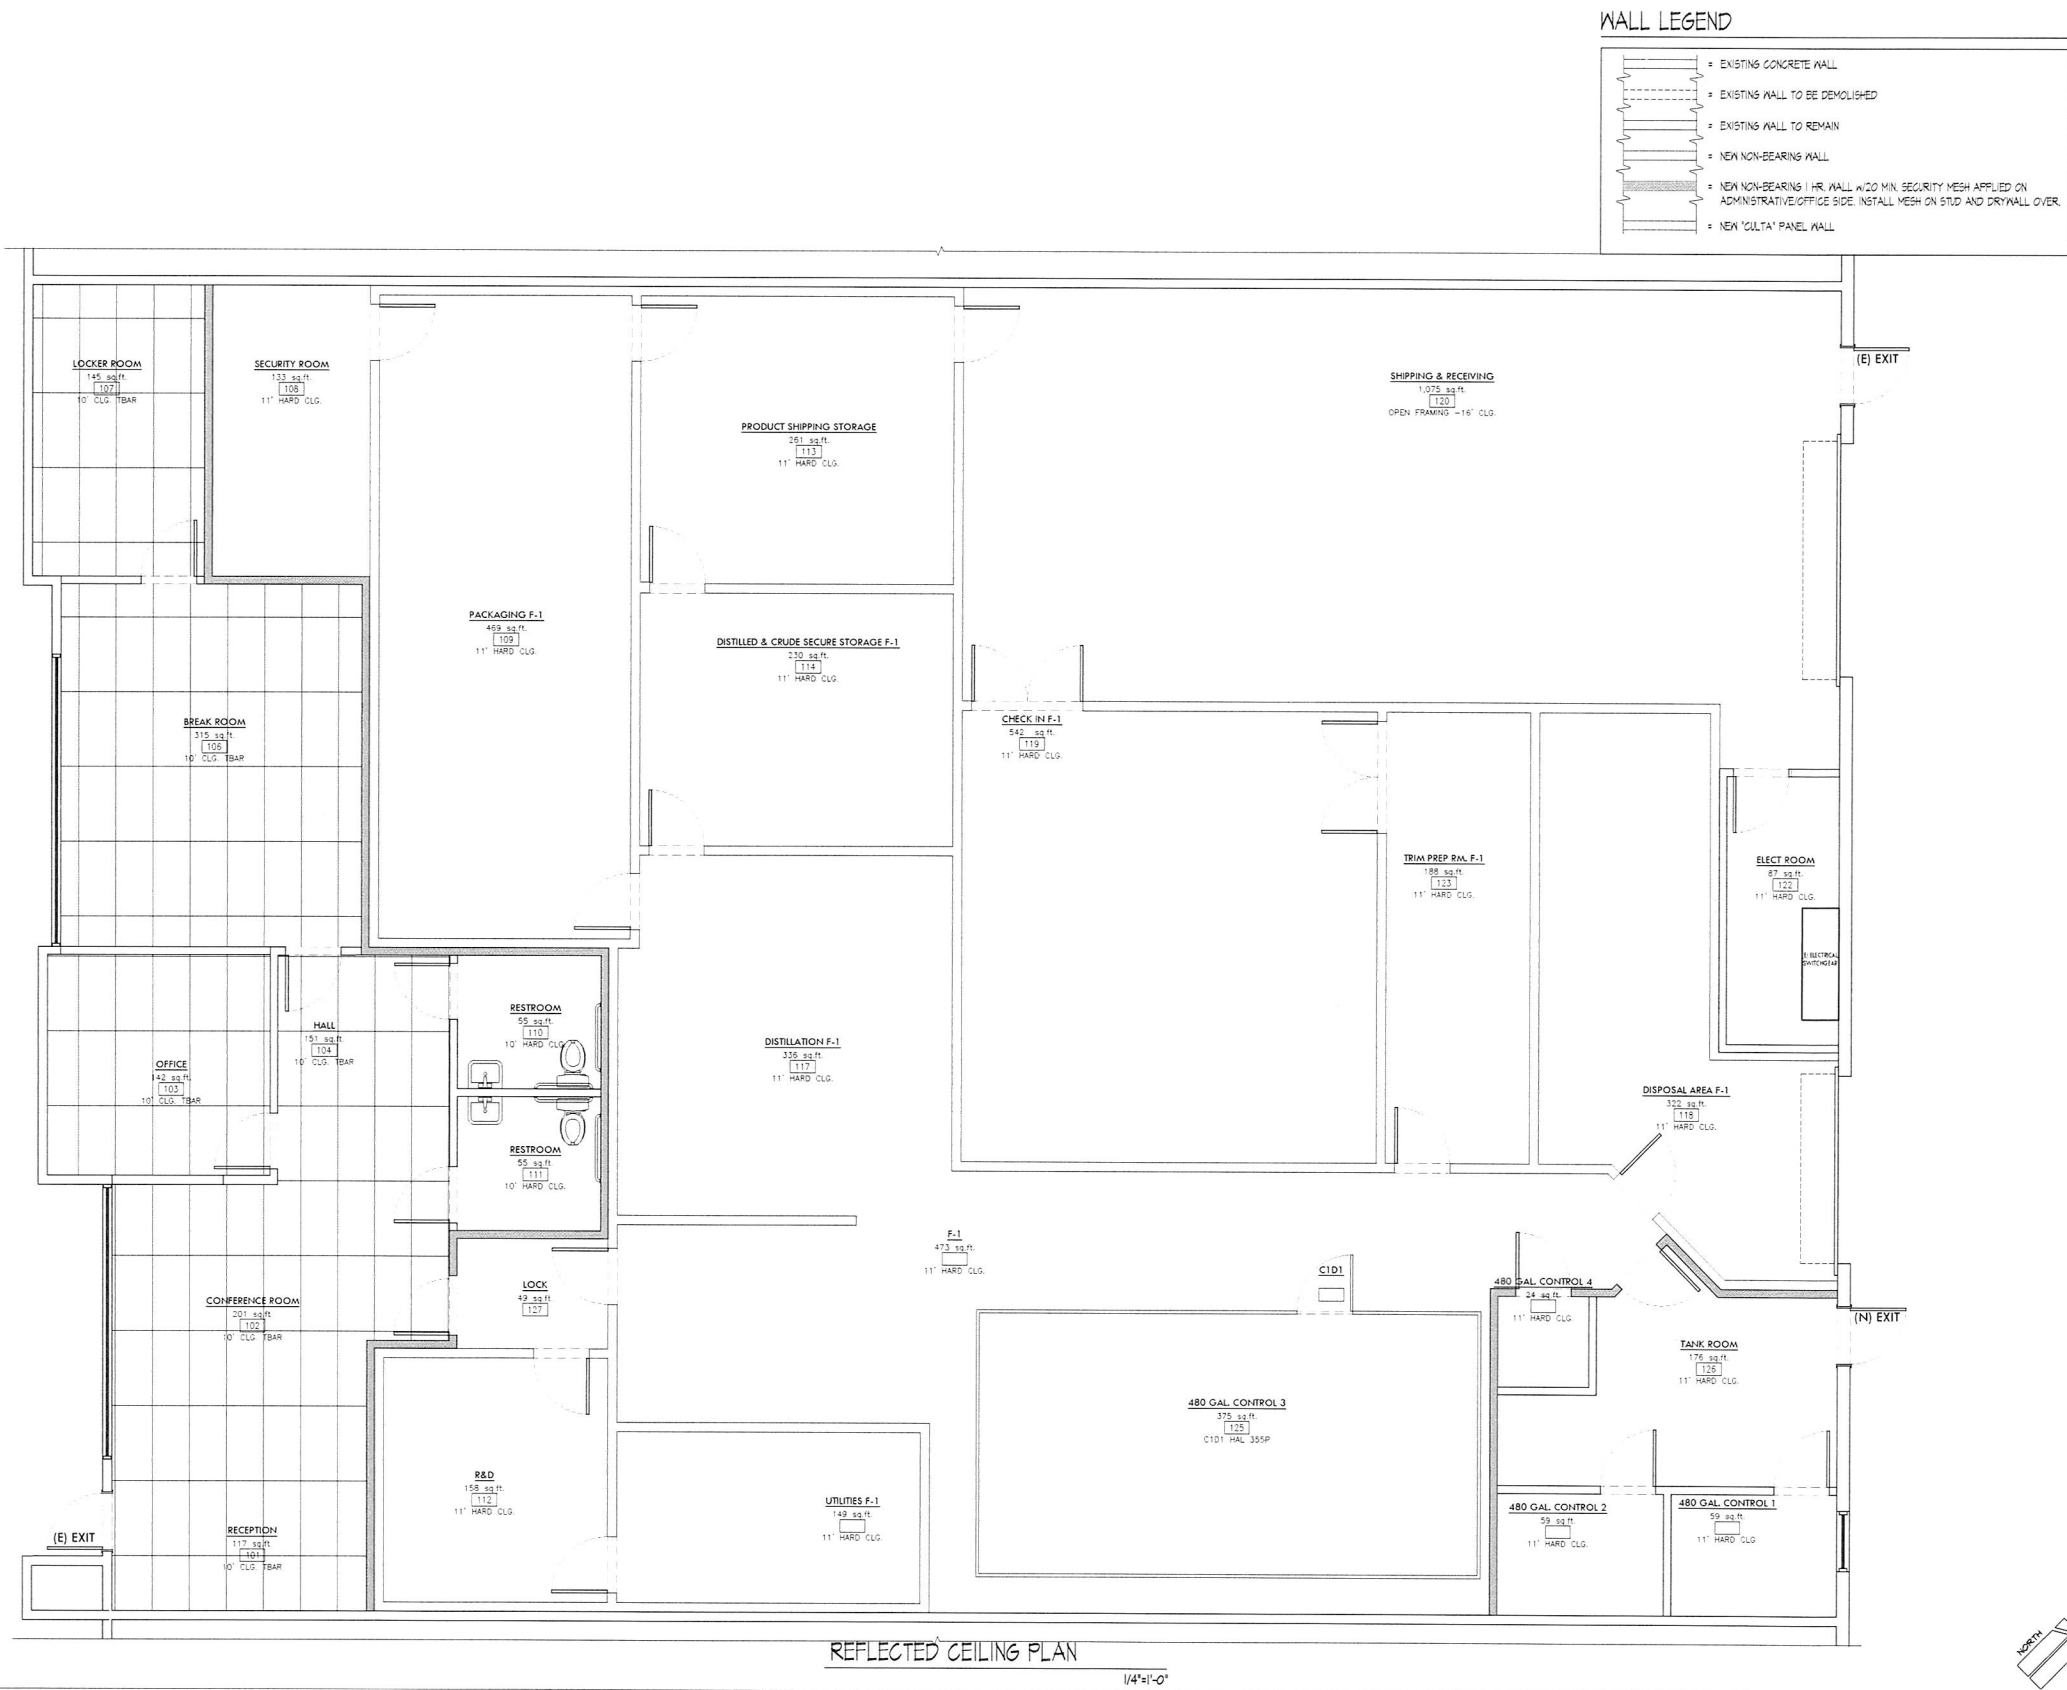 WALL LEGEND
= EXISTING CONCRETE WALL
= EXISTING WALL TO BE DEMOLISHED
= EXISTING WALL TO REMAIN
= NEW NON-BEARING WALL
= NEW NON-BEARING 1 HR. WALL W/20 MIN. SECURITY MESH APPLIED ON
ADMINISTRATIVE/OFFICE SIDE. INSTALL MESH ON STUD AND DRYWALL OVER.
= NEW "CULTA" PANEL WALL
LOCKER ROOM
145 sq.ft.
107
10' CLG. TBAR
SECURITY ROOM
133 sq.ft.
108
11' HARD CLG.
SHIPPING & RECEIVING
1,075 sq.ft.
120
OPEN FRAMING -16' CLG.
(E) EXIT
PRODUCT SHIPPING STORAGE
261 sq.ft.
113
11' HARD CLG.
PACKAGING F-1
469 sq.ft.
109
11' HARD CLG.
DISTILLED & CRUDE SECURE STORAGE F-1
230 sq.ft.
114
11' HARD CLG.
BREAK ROOM
315 sq.ft.
106
10' CLG. TBAR
CHECK IN F-1
542 sq.ft.
119
11' HARD CLG.
TRIM PREP RM. F-1
188 sq.ft.
123
11' HARD CLG.
ELECT ROOM
87 sq.ft.
122
11' HARD CLG.
(E) ELECTRICAL
SWITCHGEAR
HALL
151 sq.ft.
104
10' CLG. TBAR
RESTROOM
55 sq.ft.
110
10' HARD CLG.
OFFICE
142 sq.ft.
103
10' CLG. TBAR
DISTILLATION F-1
336 sq.ft.
117
11' HARD CLG.
DISPOSAL AREA F-1
322 sq.ft.
118
11' HARD CLG.
RESTROOM
55 sq.ft.
111
10' HARD CLG.
F-1
473 sq.ft.
11' HARD CLG.
C1D1
LOCK
49 sq.ft.
127
480 GAL. CONTROL 4
24 sq.ft.
11' HARD CLG.
CONFERENCE ROOM
201 sq.ft
102
10' CLG. TBAR
(N) EXIT
TANK ROOM
176 sq.ft.
126
11' HARD CLG.
480 GAL. CONTROL 3
375 sq.ft.
125
C1D1 HAL 355P
R&D
158 sq.ft.
112
11' HARD CLG.
UTILITIES F-1
149 sq.ft.
11' HARD CLG.
480 GAL. CONTROL 2
59 sq.ft.
11' HARD CLG.
480 GAL. CONTROL 1
59 sq.ft.
11' HARD CLG
(E) EXIT
RECEPTION
117 sq.ft.
101
10' CLG. TBAR
REFLECTED CEILING PLAN
1/4"=1'-0"
NORTH